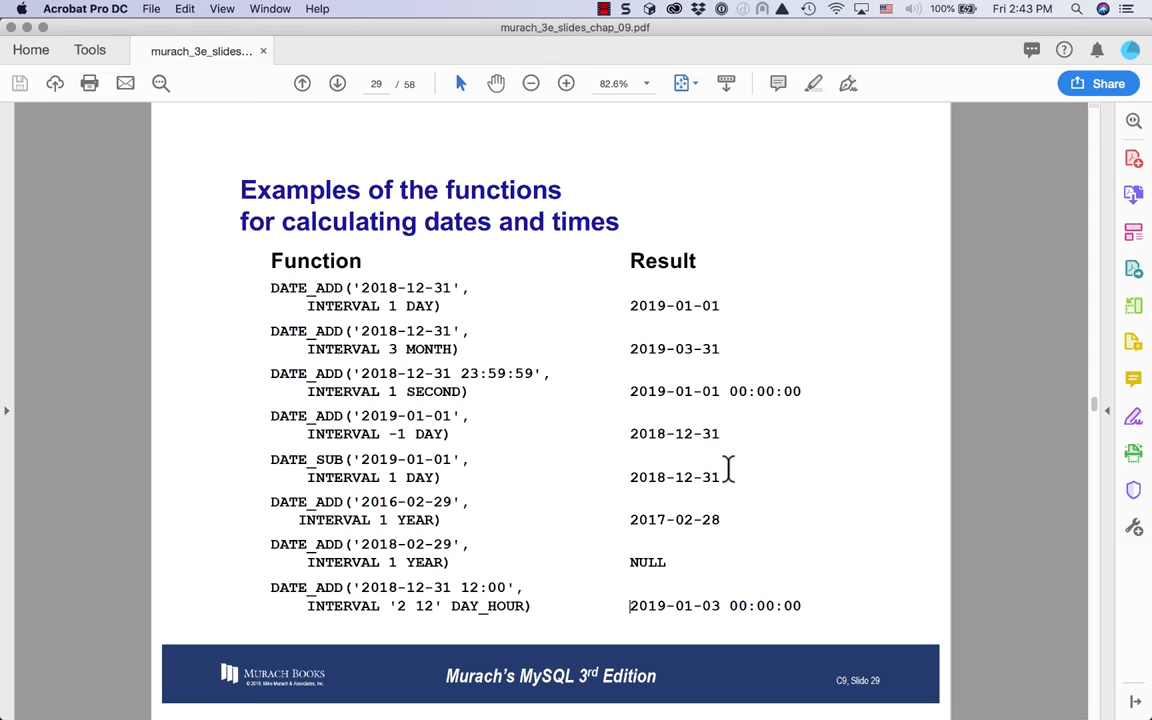 Acrobat Pro DC File Edit View Window Help 100% Fri 2:43 PM
murach_3e_slides_chap_09.pdf
Home Tools murach_3e_slides... ×
29 / 58 82.6% Share
Examples of the functions
for calculating dates and times
Function Result
DATE_ADD('2018-12-31',
INTERVAL 1 DAY) 2019-01-01
DATE_ADD('2018-12-31',
INTERVAL 3 MONTH) 2019-03-31
DATE_ADD('2018-12-31 23:59:59',
INTERVAL 1 SECOND) 2019-01-01 00:00:00
DATE_ADD('2019-01-01',
INTERVAL -1 DAY) 2018-12-31
DATE_SUB('2019-01-01',
INTERVAL 1 DAY) 2018-12-31
DATE_ADD('2016-02-29',
INTERVAL 1 YEAR) 2017-02-28
DATE_ADD('2018-02-29',
INTERVAL 1 YEAR) NULL
DATE_ADD('2018-12-31 12:00',
INTERVAL '2 12' DAY_HOUR) 2019-01-03 00:00:00
MURACH BOOKS
© 2019, Mike Murach & Associates, Inc.
Murach's MySQL 3rd Edition
C9, Slide 29